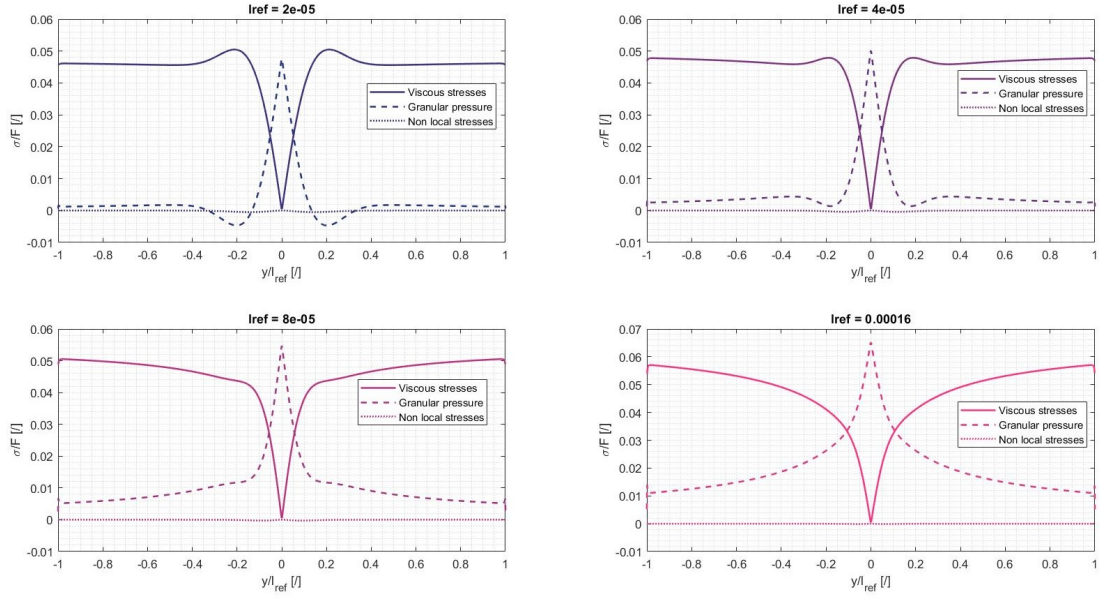 Iref = 2e-05
0.06
0.05
0.04
0.03
0.02
0.01
0
-0.01
σ/F [/]
Viscous stresses
Granular pressure
Non local stresses
-1 -0.8 -0.6 -0.4 -0.2 0 0.2 0.4 0.6 0.8 1
y/l_ref [/]
Iref = 4e-05
0.06
0.05
0.04
0.03
0.02
0.01
0
-0.01
σ/F [/]
Viscous stresses
Granular pressure
Non local stresses
-1 -0.8 -0.6 -0.4 -0.2 0 0.2 0.4 0.6 0.8 1
y/l_ref [/]
Iref = 8e-05
0.06
0.05
0.04
0.03
0.02
0.01
0
-0.01
σ/F [/]
Viscous stresses
Granular pressure
Non local stresses
-1 -0.8 -0.6 -0.4 -0.2 0 0.2 0.4 0.6 0.8 1
y/l_ref [/]
Iref = 0.00016
0.07
0.06
0.05
0.04
0.03
0.02
0.01
0
-0.01
σ/F [/]
Viscous stresses
Granular pressure
Non local stresses
-1 -0.8 -0.6 -0.4 -0.2 0 0.2 0.4 0.6 0.8 1
y/l_ref [/]